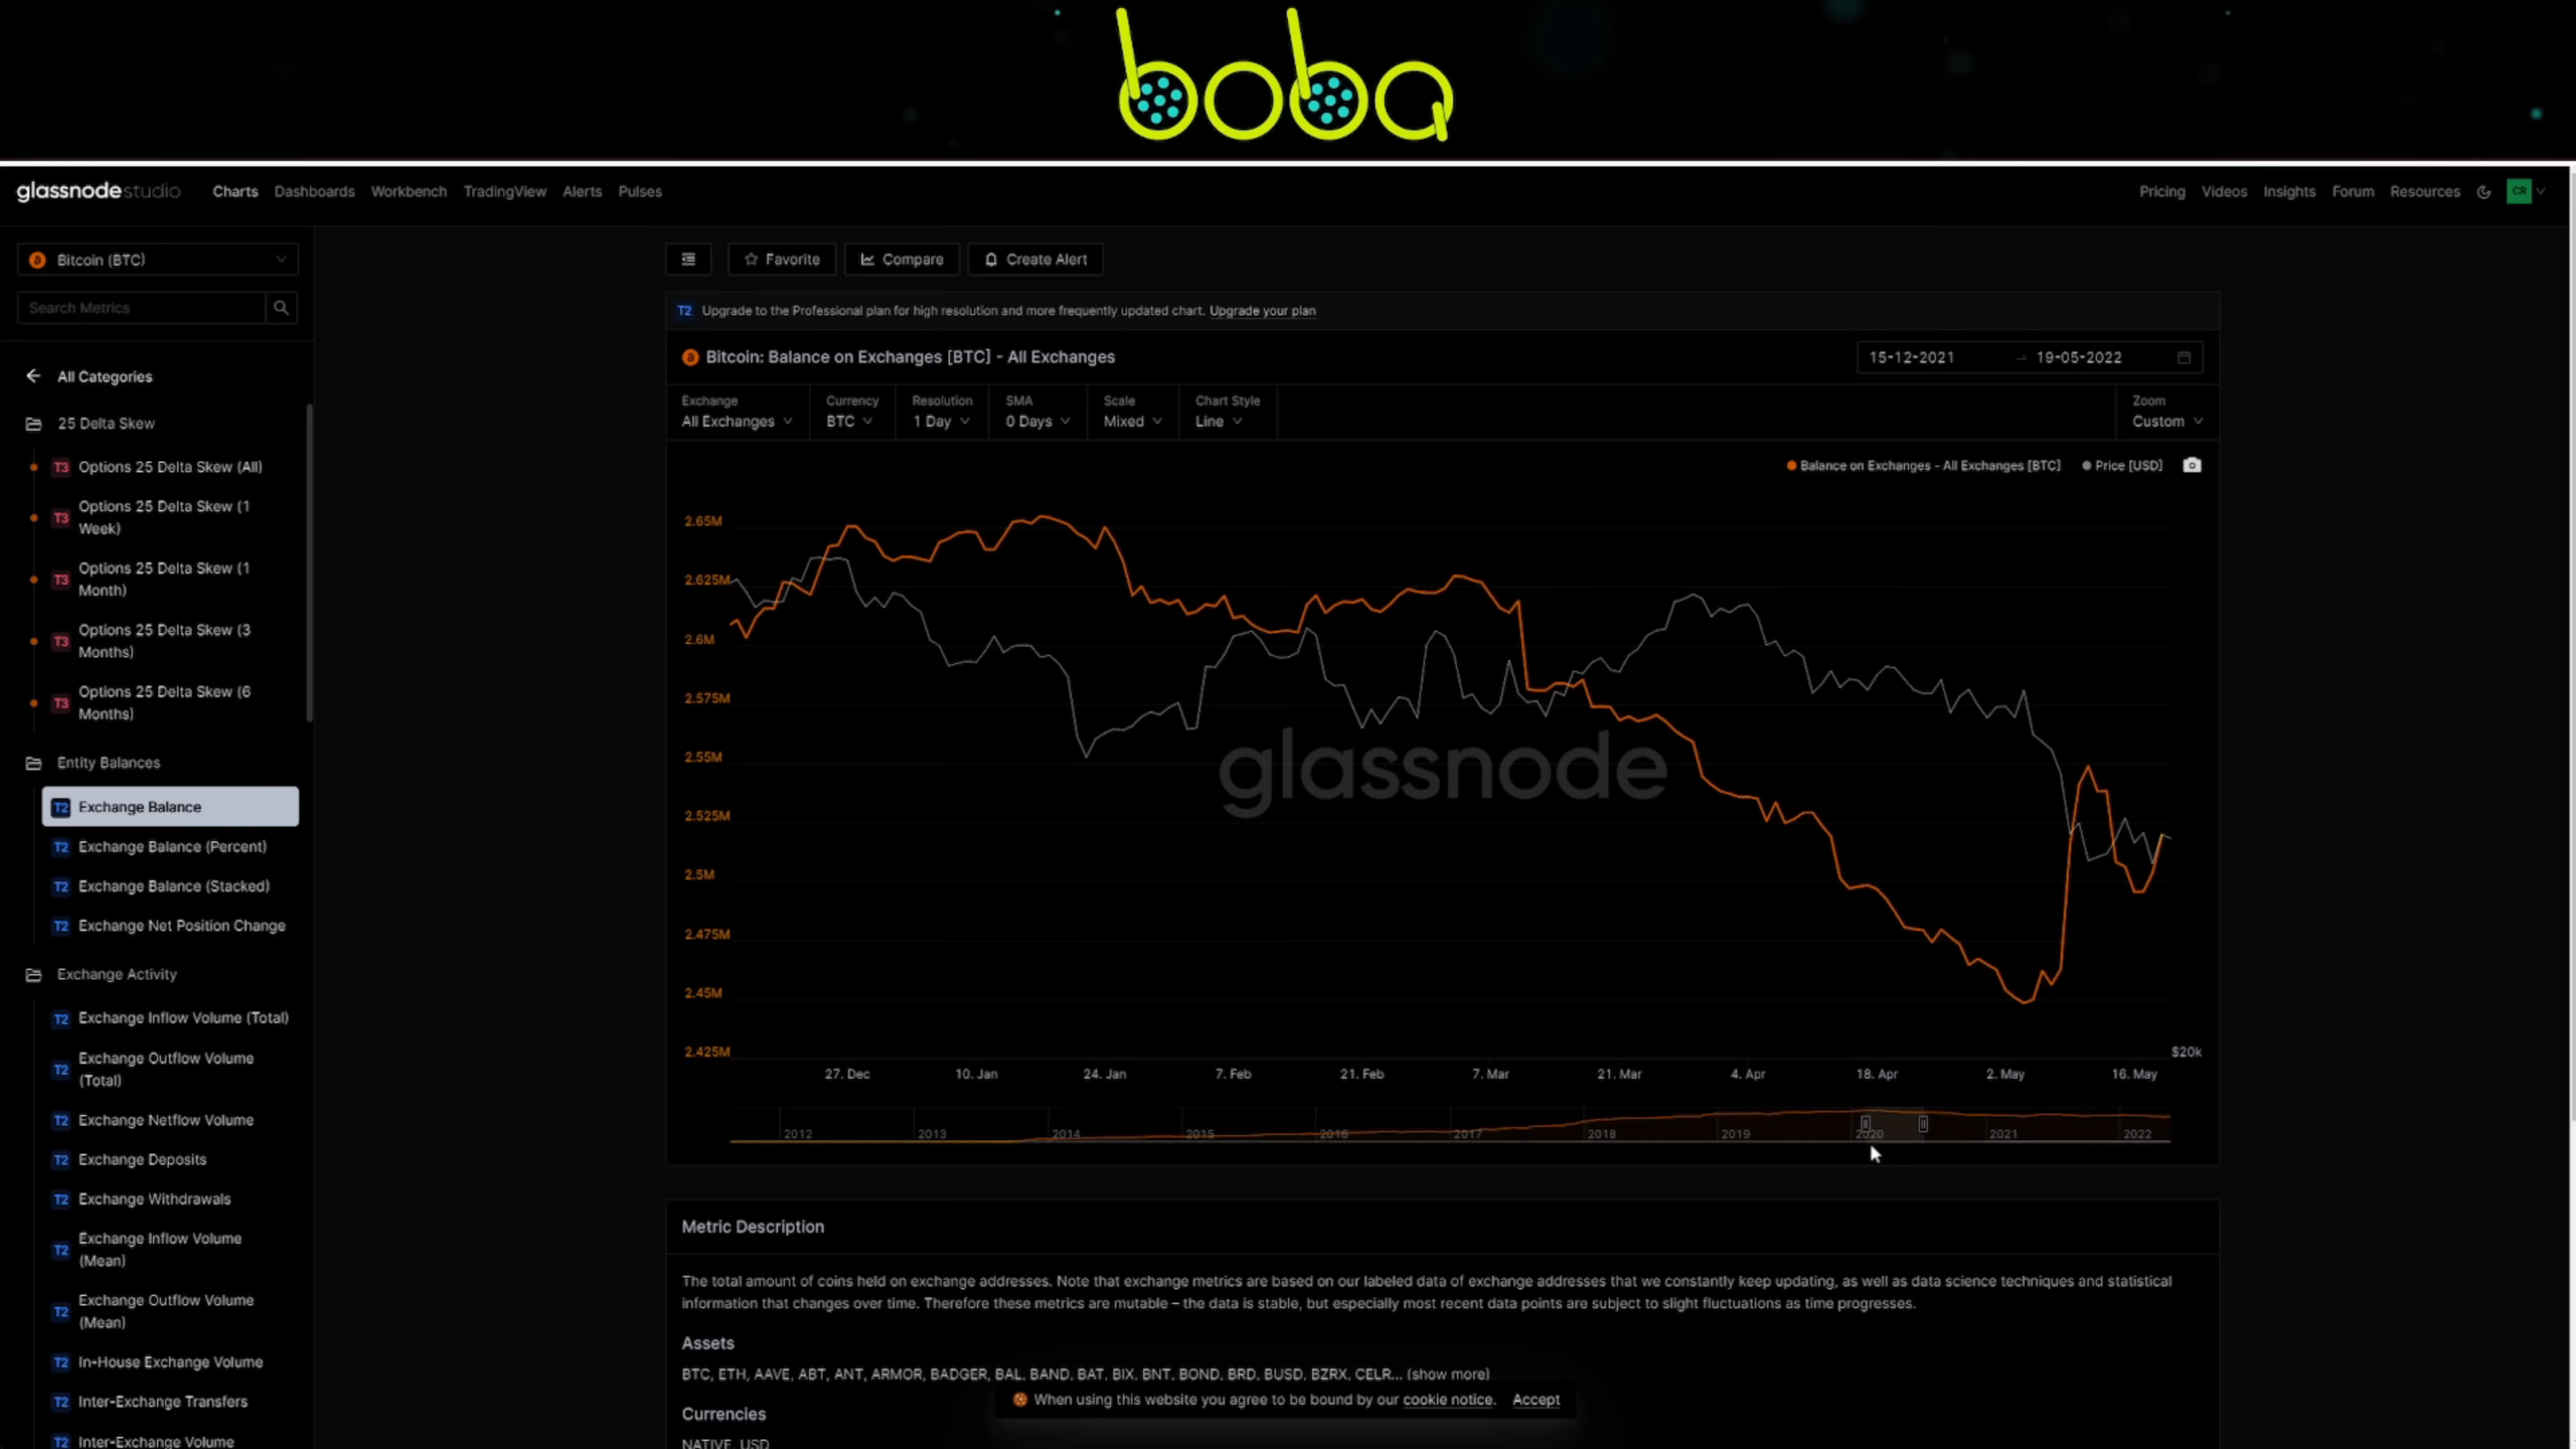 boba
glassnodestudio
Charts
Dashboards
Workbench
TradingView
Alerts
Pulses
Pricing
Videos
Insights
Forum
Resources
CR
Bitcoin (BTC)
Search Metrics
All Categories
25 Delta Skew
T3 Options 25 Delta Skew (All)
T3 Options 25 Delta Skew (1
Week)
T3 Options 25 Delta Skew (1
Month)
T3 Options 25 Delta Skew (3
Months)
T3 Options 25 Delta Skew (6
Months)
Entity Balances
T2 Exchange Balance
T2 Exchange Balance (Percent)
T2 Exchange Balance (Stacked)
T2 Exchange Net Position Change
Exchange Activity
T2 Exchange Inflow Volume (Total)
T2 Exchange Outflow Volume
(Total)
T2 Exchange Netflow Volume
T2 Exchange Deposits
T2 Exchange Withdrawals
T2 Exchange Inflow Volume
(Mean)
T2 Exchange Outflow Volume
(Mean)
T2 In-House Exchange Volume
T2 Inter-Exchange Transfers
T2 Inter-Exchange Volume
Favorite
Compare
Create Alert
T2 Upgrade to the Professional plan for high resolution and more frequently updated chart. Upgrade your plan
Bitcoin: Balance on Exchanges [BTC] - All Exchanges
15-12-2021 → 19-05-2022
Exchange
All Exchanges
Currency
BTC
Resolution
1 Day
SMA
0 Days
Scale
Mixed
Chart Style
Line
Zoom
Custom
Balance on Exchanges - All Exchanges [BTC]
Price [USD]
2.65M
2.625M
2.6M
2.575M
2.55M
2.525M
2.5M
2.475M
2.45M
2.425M
glassnode
$20k
27. Dec
10. Jan
24. Jan
7. Feb
21. Feb
7. Mar
21. Mar
4. Apr
18. Apr
2. May
16. May
2012
2013
2014
2015
2016
2017
2018
2019
2020
2021
2022
Metric Description
The total amount of coins held on exchange addresses. Note that exchange metrics are based on our labeled data of exchange addresses that we constantly keep updating, as well as data science techniques and statistical
information that changes over time. Therefore these metrics are mutable – the data is stable, but especially most recent data points are subject to slight fluctuations as time progresses.
Assets
BTC, ETH, AAVE, ABT, ANT, ARMOR, BADGER, BAL, BAND, BAT, BIX, BNT, BOND, BRD, BUSD, BZRX, CELR... (show more)
When using this website you agree to be bound by our cookie notice. Accept
Currencies
NATIVE, USD